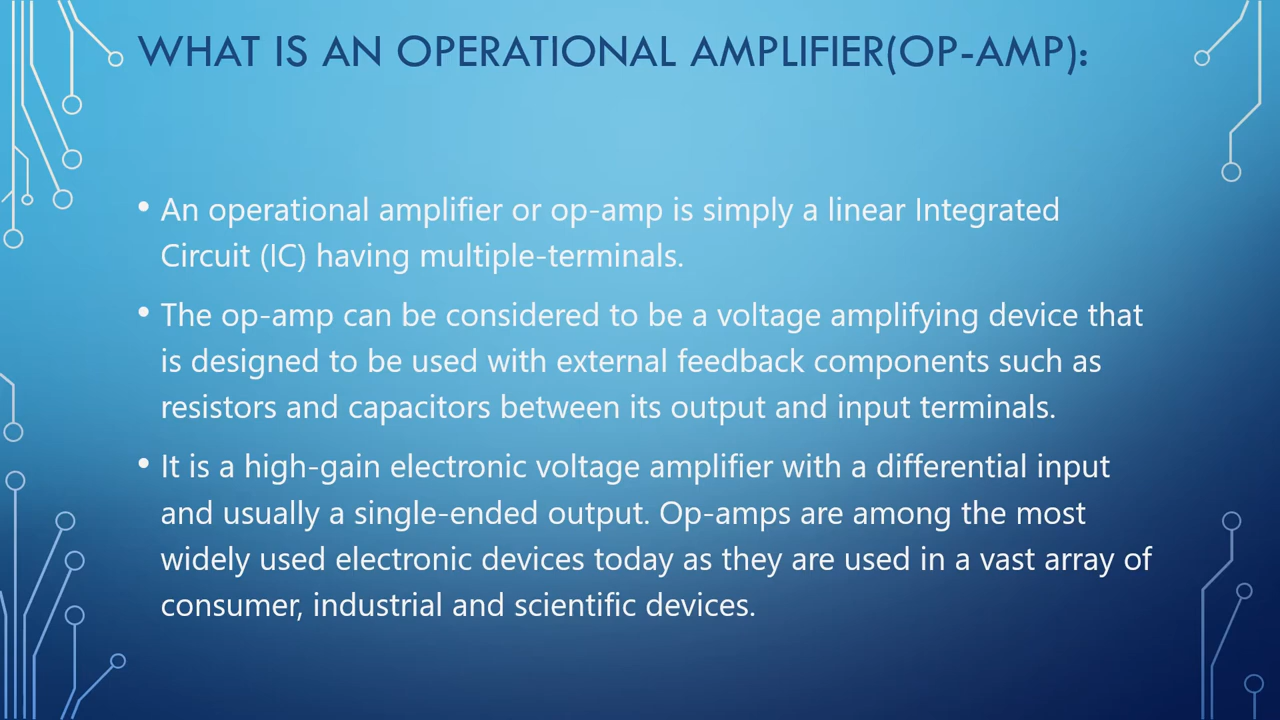 WHAT IS AN OPERATIONAL AMPLIFIER(OP-AMP):
• An operational amplifier or op-amp is simply a linear Integrated
Circuit (IC) having multiple-terminals.
• The op-amp can be considered to be a voltage amplifying device that
is designed to be used with external feedback components such as
resistors and capacitors between its output and input terminals.
• It is a high-gain electronic voltage amplifier with a differential input
and usually a single-ended output. Op-amps are among the most
widely used electronic devices today as they are used in a vast array of
consumer, industrial and scientific devices.